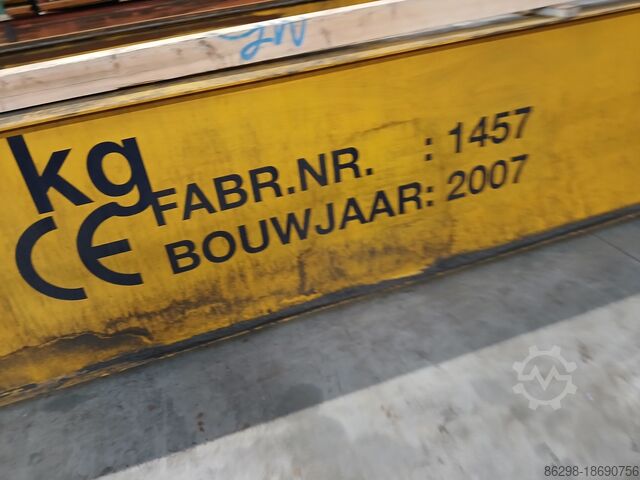 kg
CE
FABR.NR. : 1457
BOUWJAAR: 2007
86298-18690756